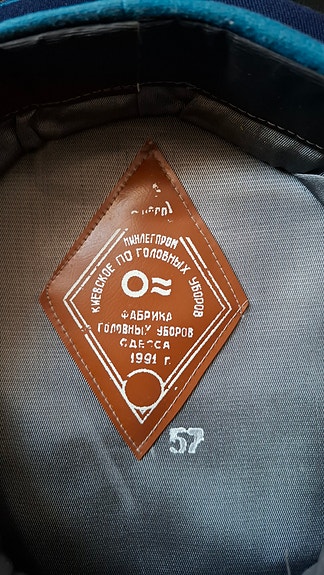 МИНЛЕГПРОМ
КИЕВСКОЕ ПО ГОЛОВНЫХ УБОРОВ
ФАБРИКА
ГОЛОВНЫХ УБОРОВ
ОДЕССА
1991 г.
57